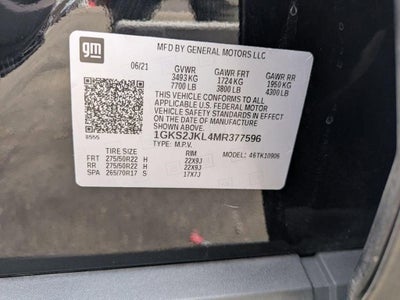 gm
MFD BY GENERAL MOTORS LLC
06/21 GVWR GAWR FRT GAWR RR
3493 KG 1724 KG 1950 KG
7700 LB 3800 LB 4300 LB
THIS VEHICLE CONFORMS TO ALL
APPLICABLE U.S. FEDERAL MOTOR
VEHICLE SAFETY STANDARDS IN EFFECT
ON THE DATE OF MANUFACTURE
SHOWN ABOVE.
1GKS2JKL4MR377596
TYPE: M.P.V.
8555
TIRE SIZE RIM 46TK10906
FRT 275/50R22 H 22X9J
RR 275/50R22 H 22X9J
SPA 265/70R17 S 17X7J